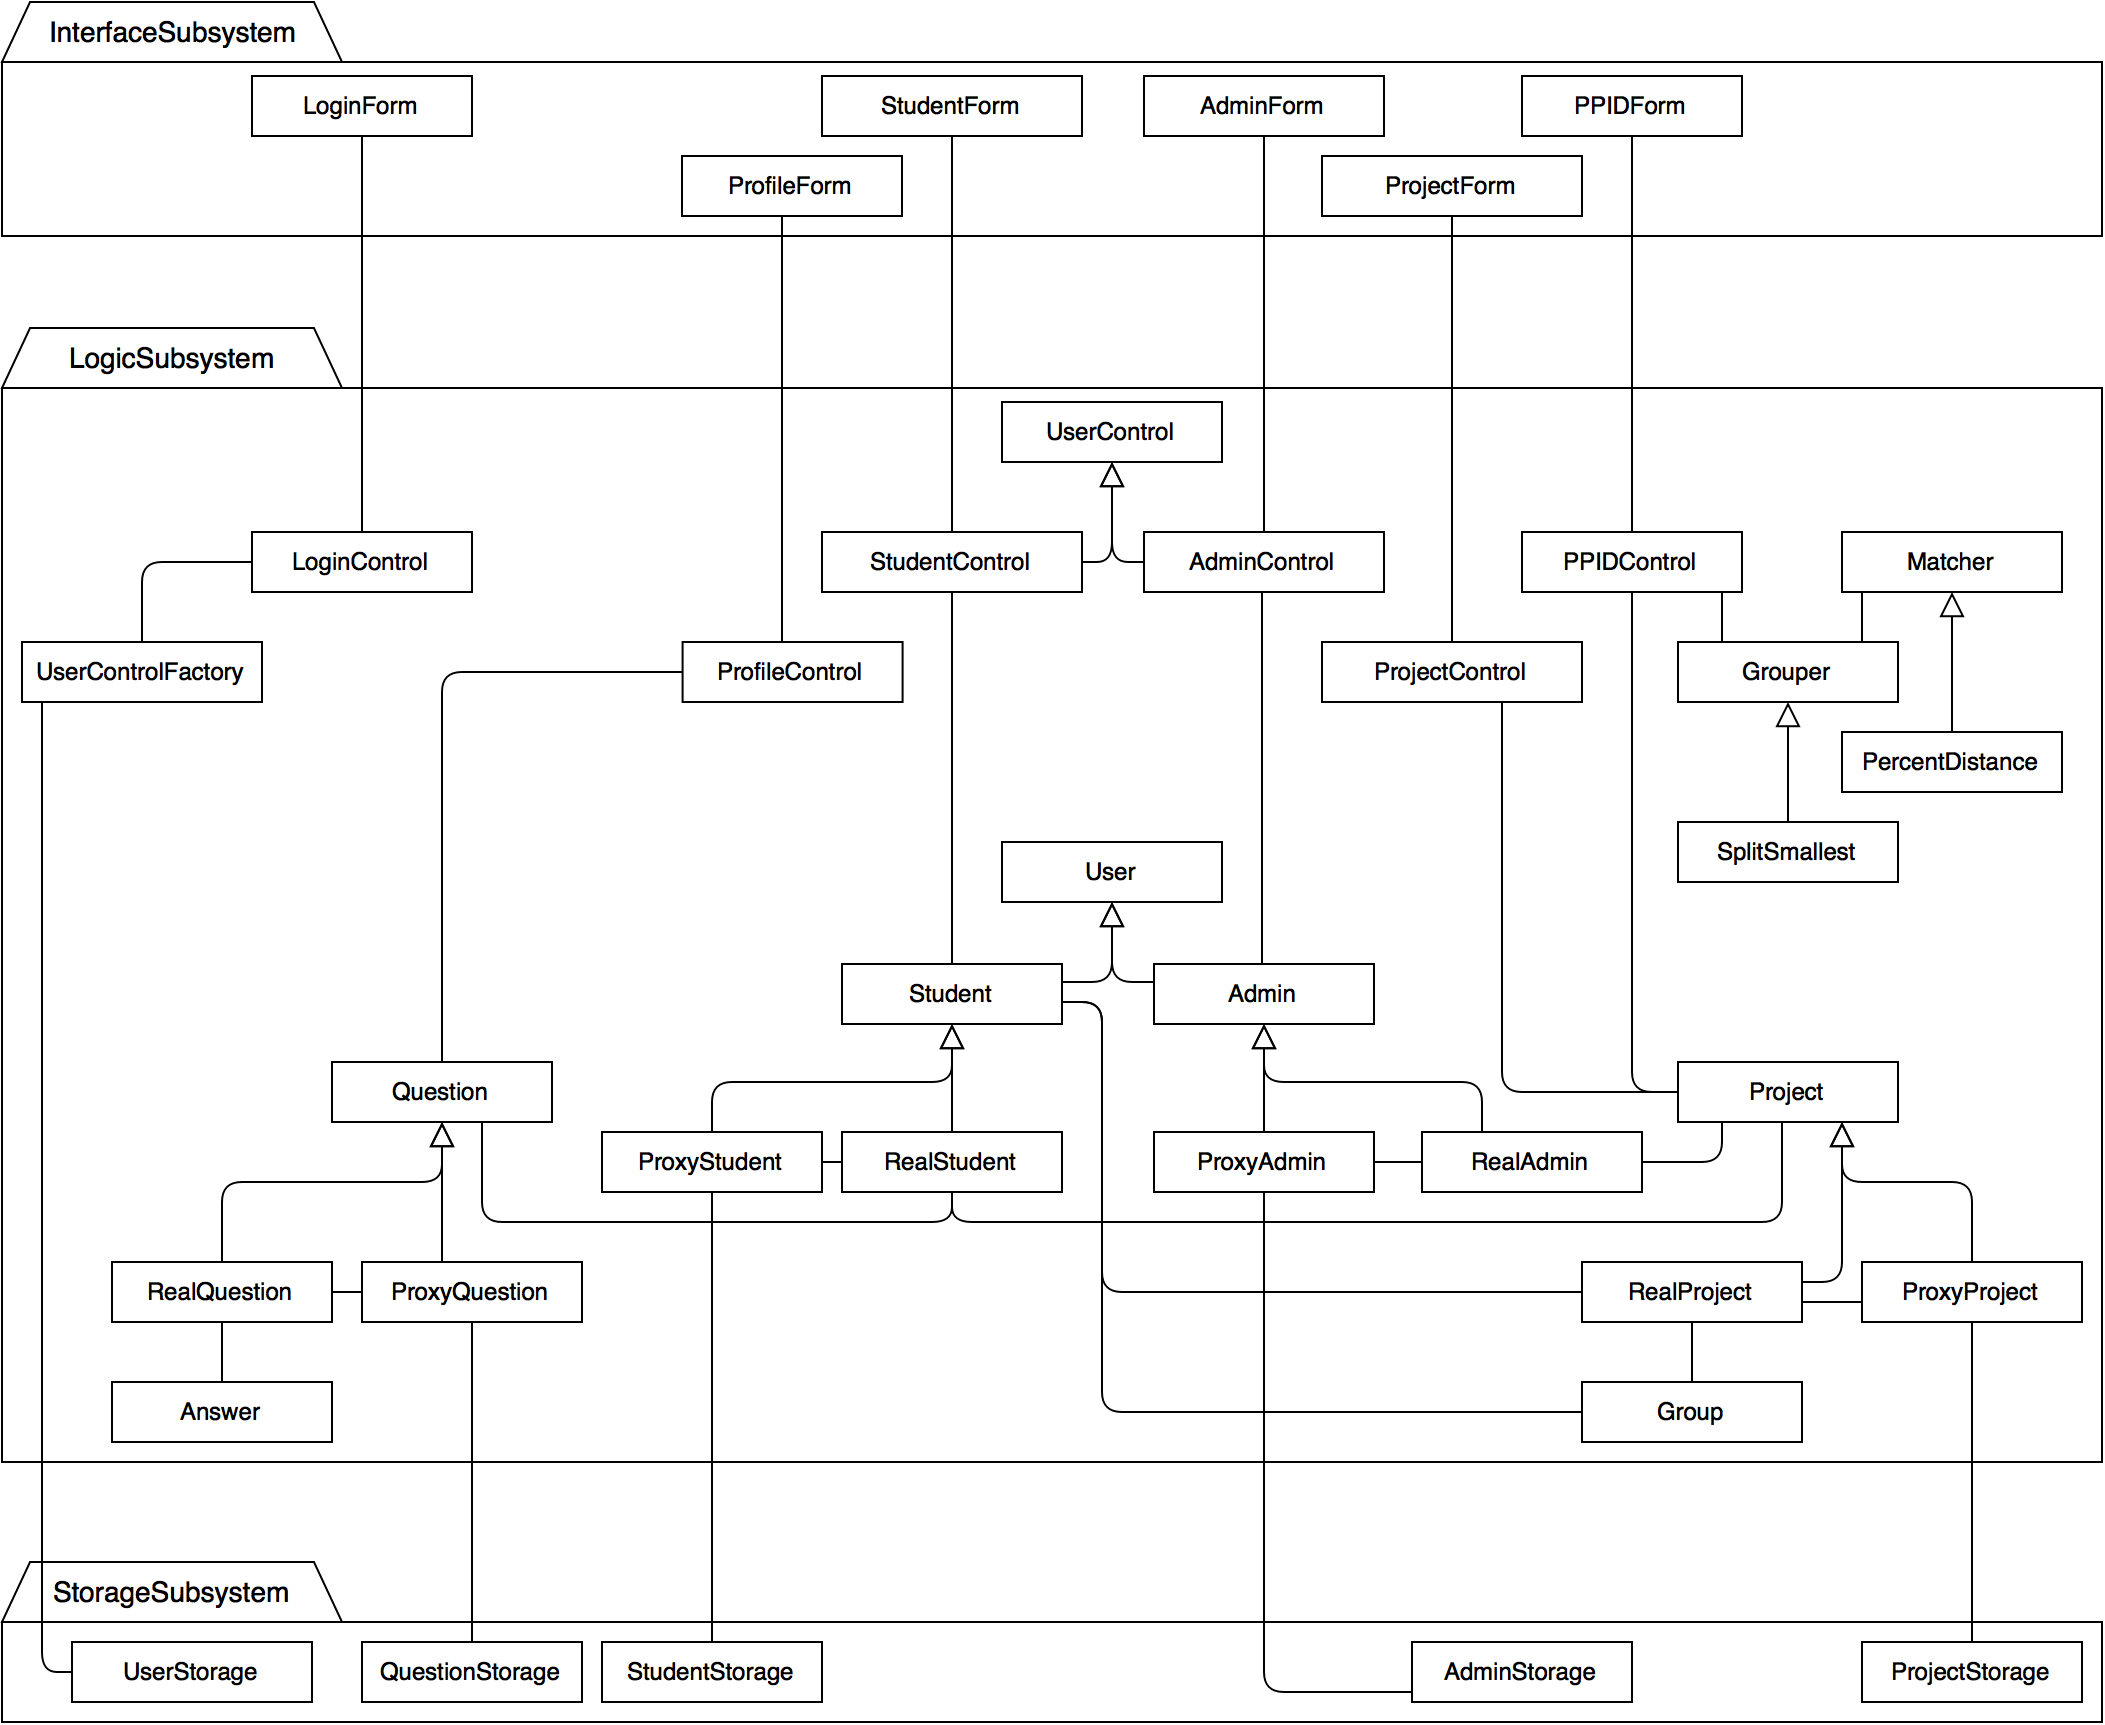 InterfaceSubsystem
LoginForm
StudentForm
AdminForm
PPIDForm
ProfileForm
ProjectForm
LogicSubsystem
UserControl
LoginControl
StudentControl
AdminControl
PPIDControl
Matcher
UserControlFactory
ProfileControl
ProjectControl
Grouper
PercentDistance
SplitSmallest
User
Student
Admin
Question
Project
ProxyStudent
RealStudent
ProxyAdmin
RealAdmin
RealQuestion
ProxyQuestion
RealProject
ProxyProject
Answer
Group
StorageSubsystem
UserStorage
QuestionStorage
StudentStorage
AdminStorage
ProjectStorage